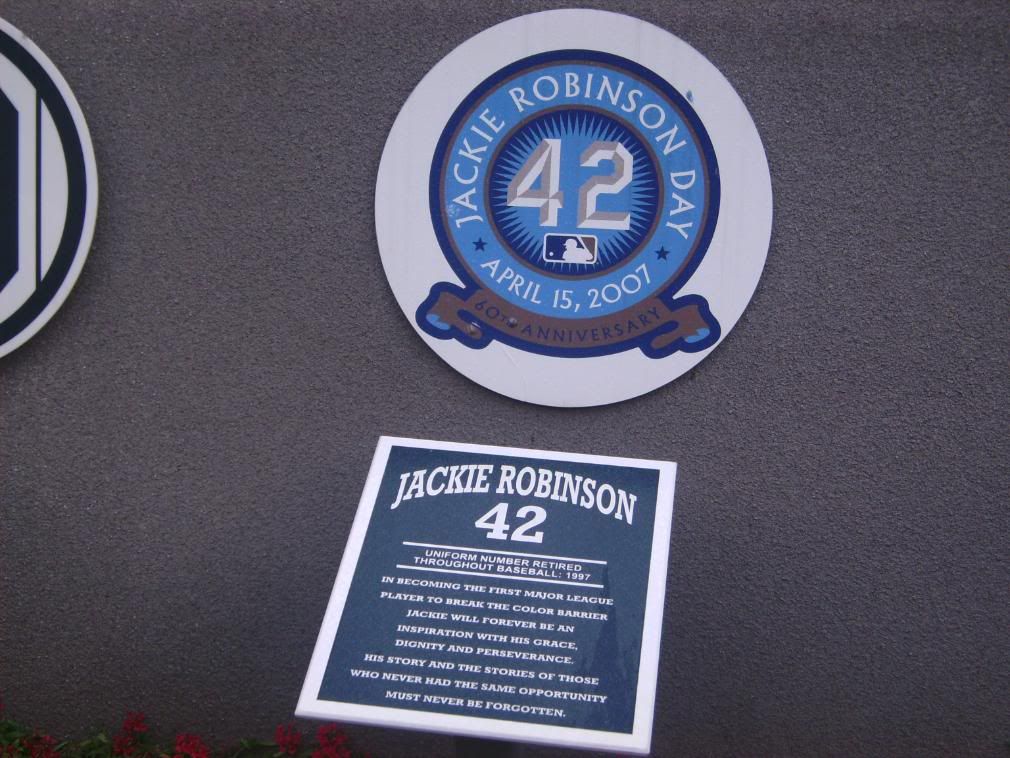 JACKIE ROBINSON DAY
42
APRIL 15, 2007
60TH ANNIVERSARY
JACKIE ROBINSON
42
UNIFORM NUMBER RETIRED
THROUGHOUT BASEBALL: 1997
IN BECOMING THE FIRST MAJOR LEAGUE
PLAYER TO BREAK THE COLOR BARRIER
JACKIE WILL FOREVER BE AN
INSPIRATION WITH HIS GRACE,
DIGNITY AND PERSEVERANCE.
HIS STORY AND THE STORIES OF THOSE
WHO NEVER HAD THE SAME OPPORTUNITY
MUST NEVER BE FORGOTTEN.